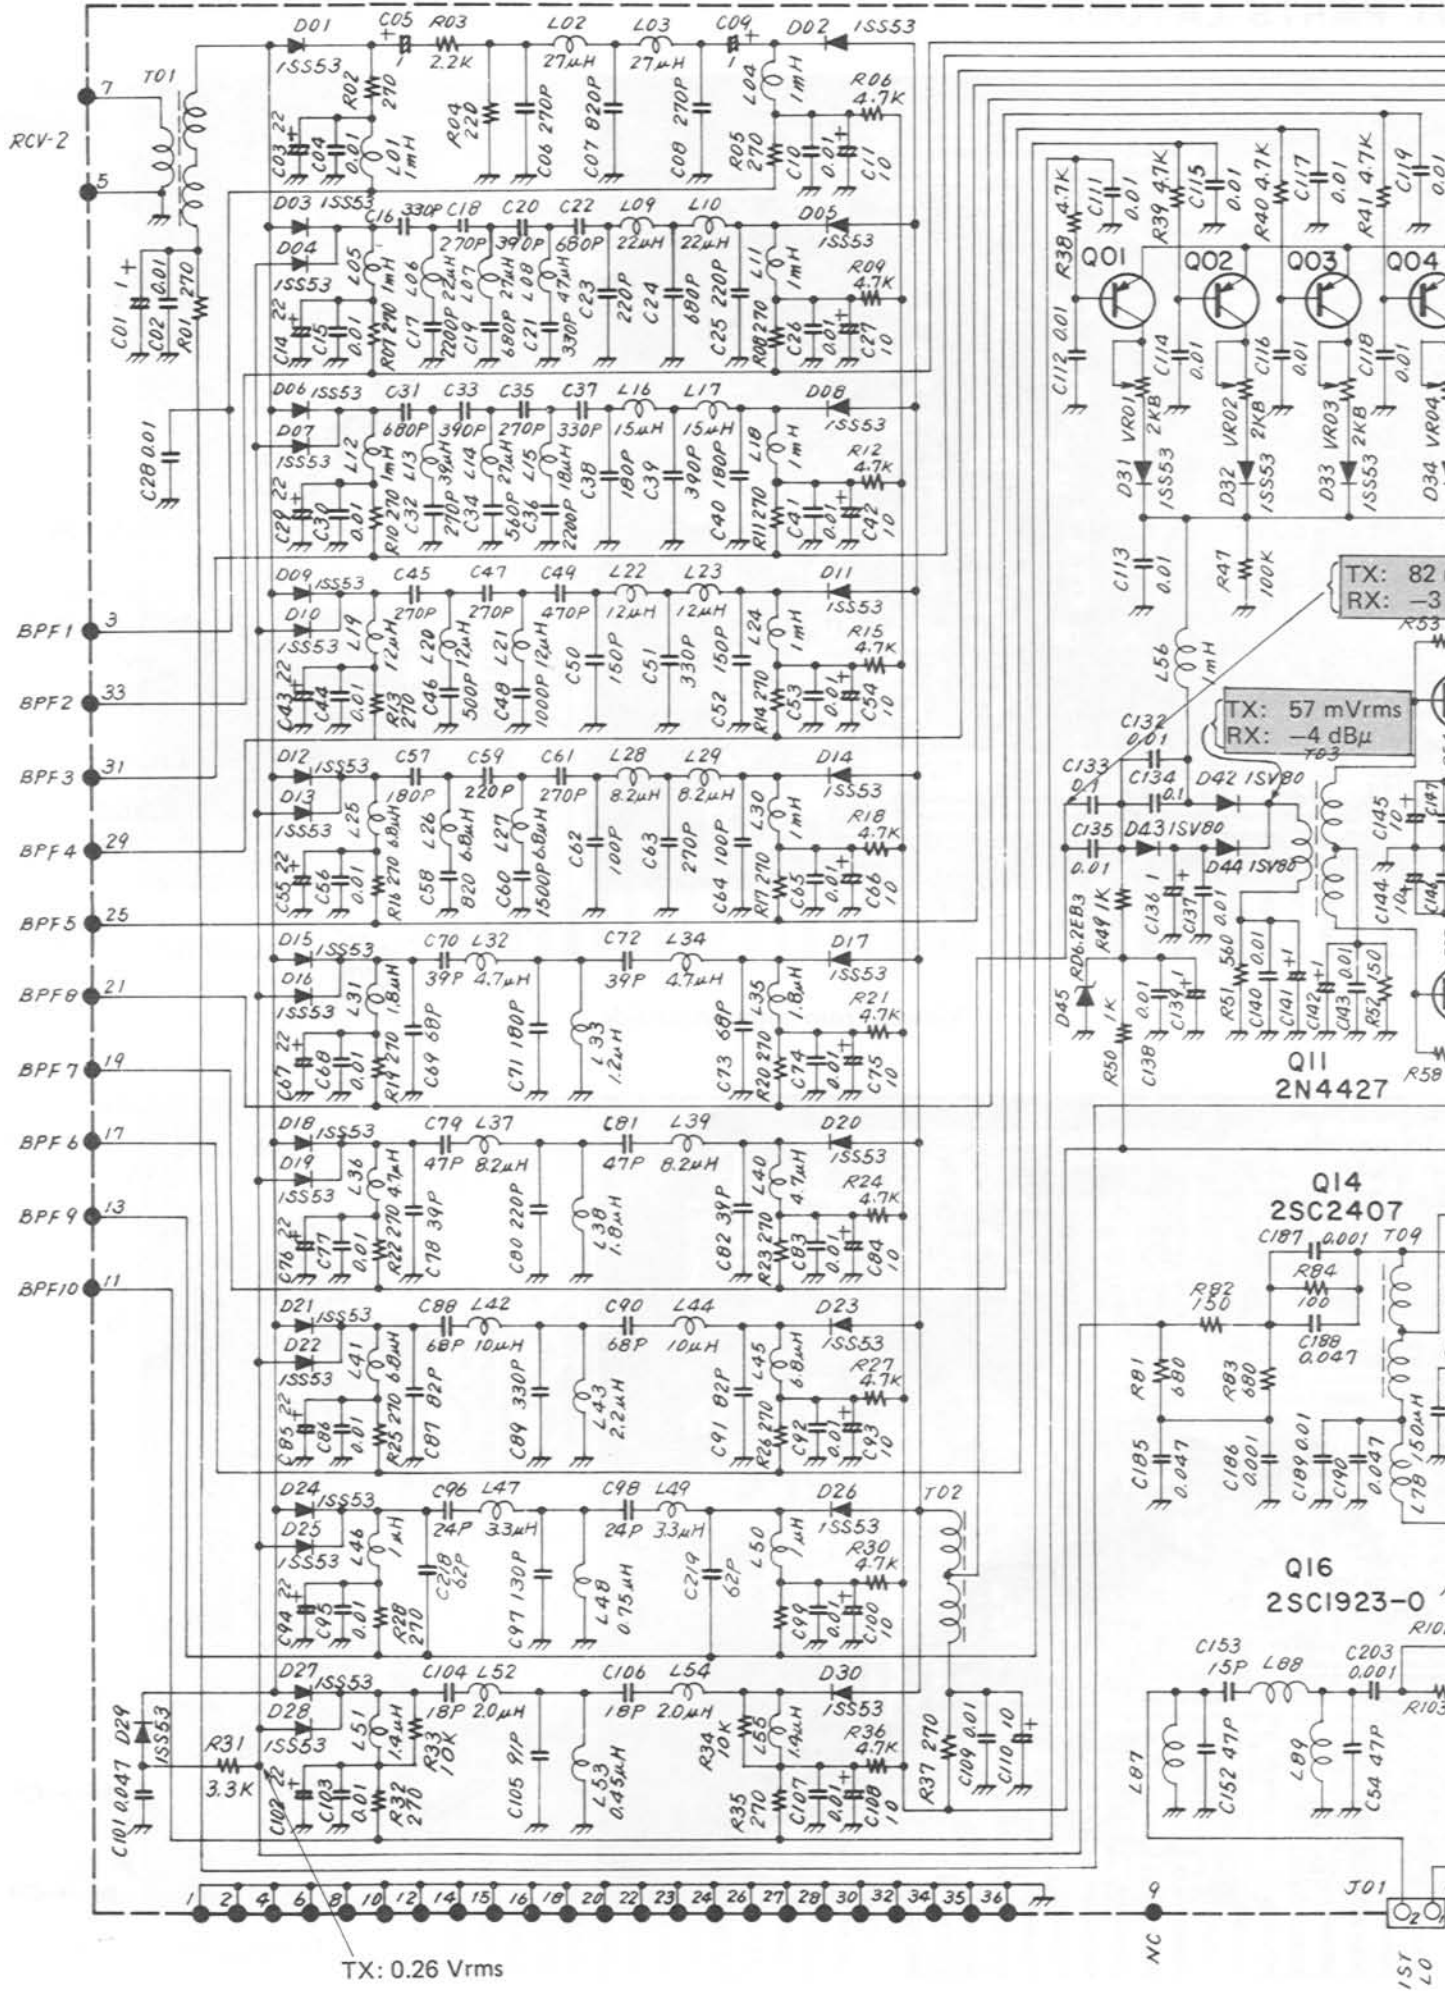 D01 C05 R03 L02 L03 C09 D02 1SS53
1SS53 1 2.2K 27μH 27μH 1
7 T01 R02 270 L04 1mH R06 4.7K
RCV-2
C03 22 C04 0.01 L01 1mH R04 220 C06 270P C07 820P C08 270P R05 270 C10 0.01 C11 10
5
D03 1SS53 C16 330P C18 C20 C22 L09 L10 D05
270P 390P 680P 22μH 22μH 1SS53
D04 1SS53 L05 1mH L06 22μH L07 27μH L08 47μH L11 1mH R09 4.7K
C01 1 C02 0.01 R01 270
C14 22 C15 0.01 R07 270 C17 2200P C19 680P C21 330P C23 220P C24 680P C25 220P R08 270 C26 0.01 C27 10
D06 1SS53 C31 C33 C35 C37 L16 L17 D08
680P 390P 270P 330P 15μH 15μH 1SS53
D07 1SS53 L12 1mH L13 39μH L14 27μH L15 18μH L18 1mH R12 4.7K
C28 0.01
C29 22 C30 0.01 R10 270 C32 270P C34 560P C36 2200P C38 180P C39 390P C40 180P R11 270 C41 0.01 C42 10
D09 1SS53 C45 C47 C49 L22 L23 D11
270P 270P 470P 12μH 12μH 1SS53
BPF1 3
D10 1SS53 L19 12μH L20 12μH L21 12μH L24 1mH R15 4.7K
C43 22 C44 0.01 R13 270 C46 500P C48 1000P C50 150P C51 330P C52 150P R14 270 C53 0.01 C54 10
BPF2 33
D12 1SS53 C57 C59 C61 L28 L29 D14
180P 220P 270P 8.2μH 8.2μH 1SS53
BPF3 31
D13 L25 6.8μH L26 6.8μH L27 6.8μH L30 1mH R18 4.7K
BPF4 29
C55 22 C56 0.01 R16 270 C58 820 C60 1500P C62 100P C63 270P C64 100P R17 270 C65 0.01 C66 10
BPF5 25
D15 1SS53 C70 L32 C72 L34 D17
39P 4.7μH 39P 4.7μH 1SS53
BPF8 21
D16 L31 1.8μH L35 1.8μH R21 4.7K
C67 22 C68 0.01 R19 270 C69 68P C71 180P L33 1.2μH C73 68P R20 270 C74 0.01 C75 10
BPF7 19
D18 1SS53 C79 L37 C81 L39 D20
47P 8.2μH 47P 8.2μH 1SS53
BPF6 17
D19 1SS53 L36 4.7μH L40 4.7μH R24 4.7K
BPF9 13
C76 22 C77 0.01 R22 270 C78 39P C80 220P L38 1.8μH C82 39P R23 270 C83 0.01 C84 10
BPF10 11
D21 1SS53 C88 L42 C90 L44 D23
68P 10μH 68P 10μH 1SS53
D22 1SS53 L41 6.8μH L45 6.8μH R27 4.7K
C85 22 C86 0.01 R25 270 C87 82P C89 330P L43 2.2μH C91 82P R26 270 C92 0.01 C93 10
D24 1SS53 C96 L47 C98 L49 D26 T02
24P 3.3μH 24P 3.3μH 1SS53
D25 1SS53 L46 1μH L50 1μH R30 4.7K
C94 22 C95 0.01 R28 270 C218 62P C97 130P L48 0.75μH C219 62P C99 0.01 C100 10
D27 1SS53 C104 L52 C106 L54 D30
18P 2.0μH 18P 2.0μH 1SS53
D29 1SS53 D28 1SS53 L51 1.4μH R33 10K R34 10K L55 1.4μH R36 4.7K
R31 3.3K
C101 0.047 C102 22 C103 0.01 R32 270 C105 91P L53 0.45μH R35 270 C107 0.01 C108 10 R37 270 C109 0.01 C110 10
R38 4.7K C111 0.01 R39 4.7K C115 0.01 R40 4.7K C117 0.01 R41 4.7K C119 0.01
Q01 Q02 Q03 Q04
C112 0.01 C114 0.01 C116 0.01 C118 0.01
VR01 2KB VR02 2KB VR03 2KB VR04
D31 1SS53 D32 1SS53 D33 1SS53 D34
C113 0.01 R47 100K
TX: 82
RX: –3
R53
L56 1mH
TX: 57 mVrms
RX: –4 dBμ
T03
C132 0.01
C133 0.1 C134 0.1 D42 1SV80
C135 0.01 D43 1SV80 D44 1SV80
C145 10 C147
C144 10 C146
D45 RD6.2EB3 R49 1K C136 1 C137 0.01
R51 560 C140 0.01 C141 1 C142 1 C143 0.01 R52 150
R50 1K C138 0.01 C139 1
R58
Q11
2N4427
Q14
2SC2407
C187 0.001 T09
R84 100
R82 150
C188 0.047
R81 680 R83 680
C185 0.047 C186 0.001 C189 0.01 C190 0.047 L78 150μH
Q16
2SC1923-O
R101
C153 15P L88 C203 0.001
R103
L87 C152 47P L89 C54 47P
1 2 4 6 8 10 12 14 15 16 18 20 22 23 24 26 27 28 30 32 34 35 36 9 J01
2
NC
1ST LO
TX: 0.26 Vrms